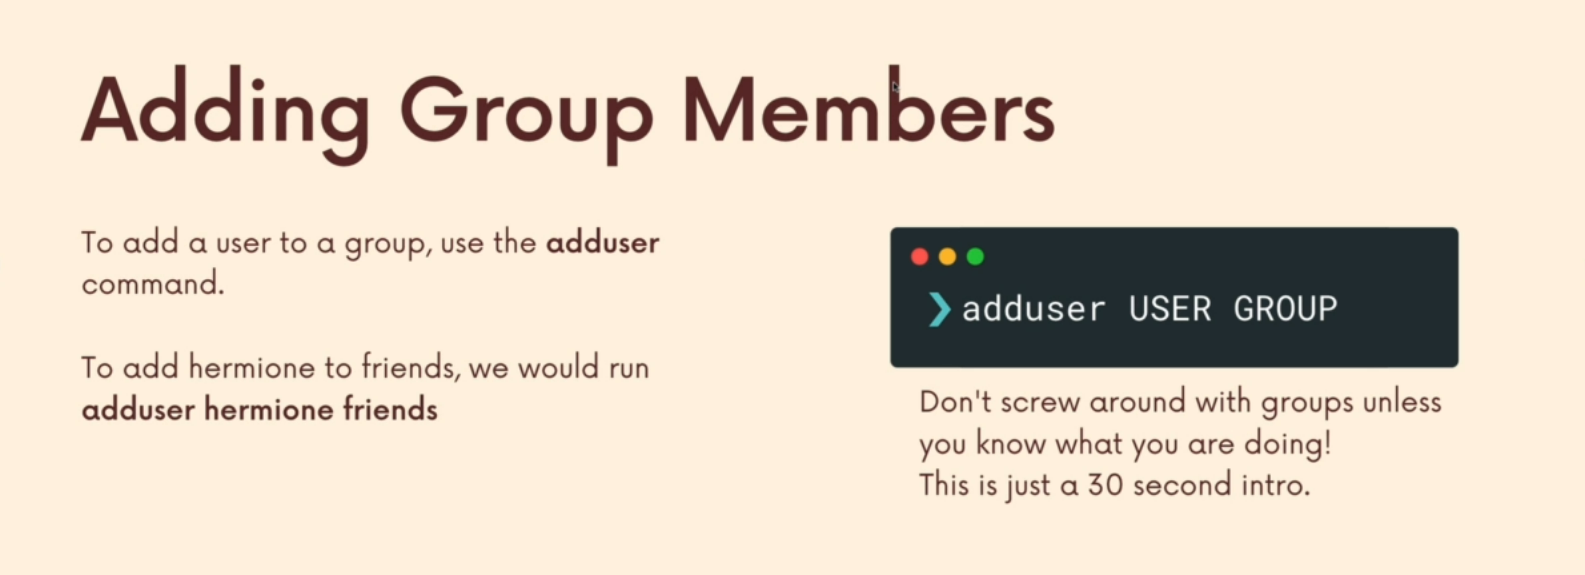 Adding Group Members
To add a user to a group, use the adduser
command.
To add hermione to friends, we would run
adduser hermione friends
❯ adduser USER GROUP
Don't screw around with groups unless
you know what you are doing!
This is just a 30 second intro.